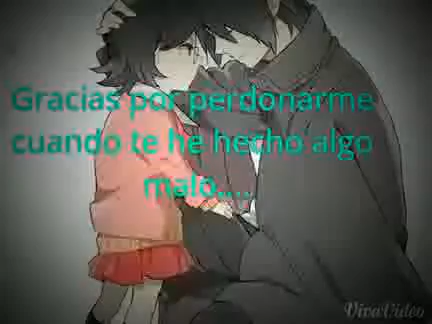 Gracias por perdonarme
cuando te he hecho algo
malo....
VivaVideo